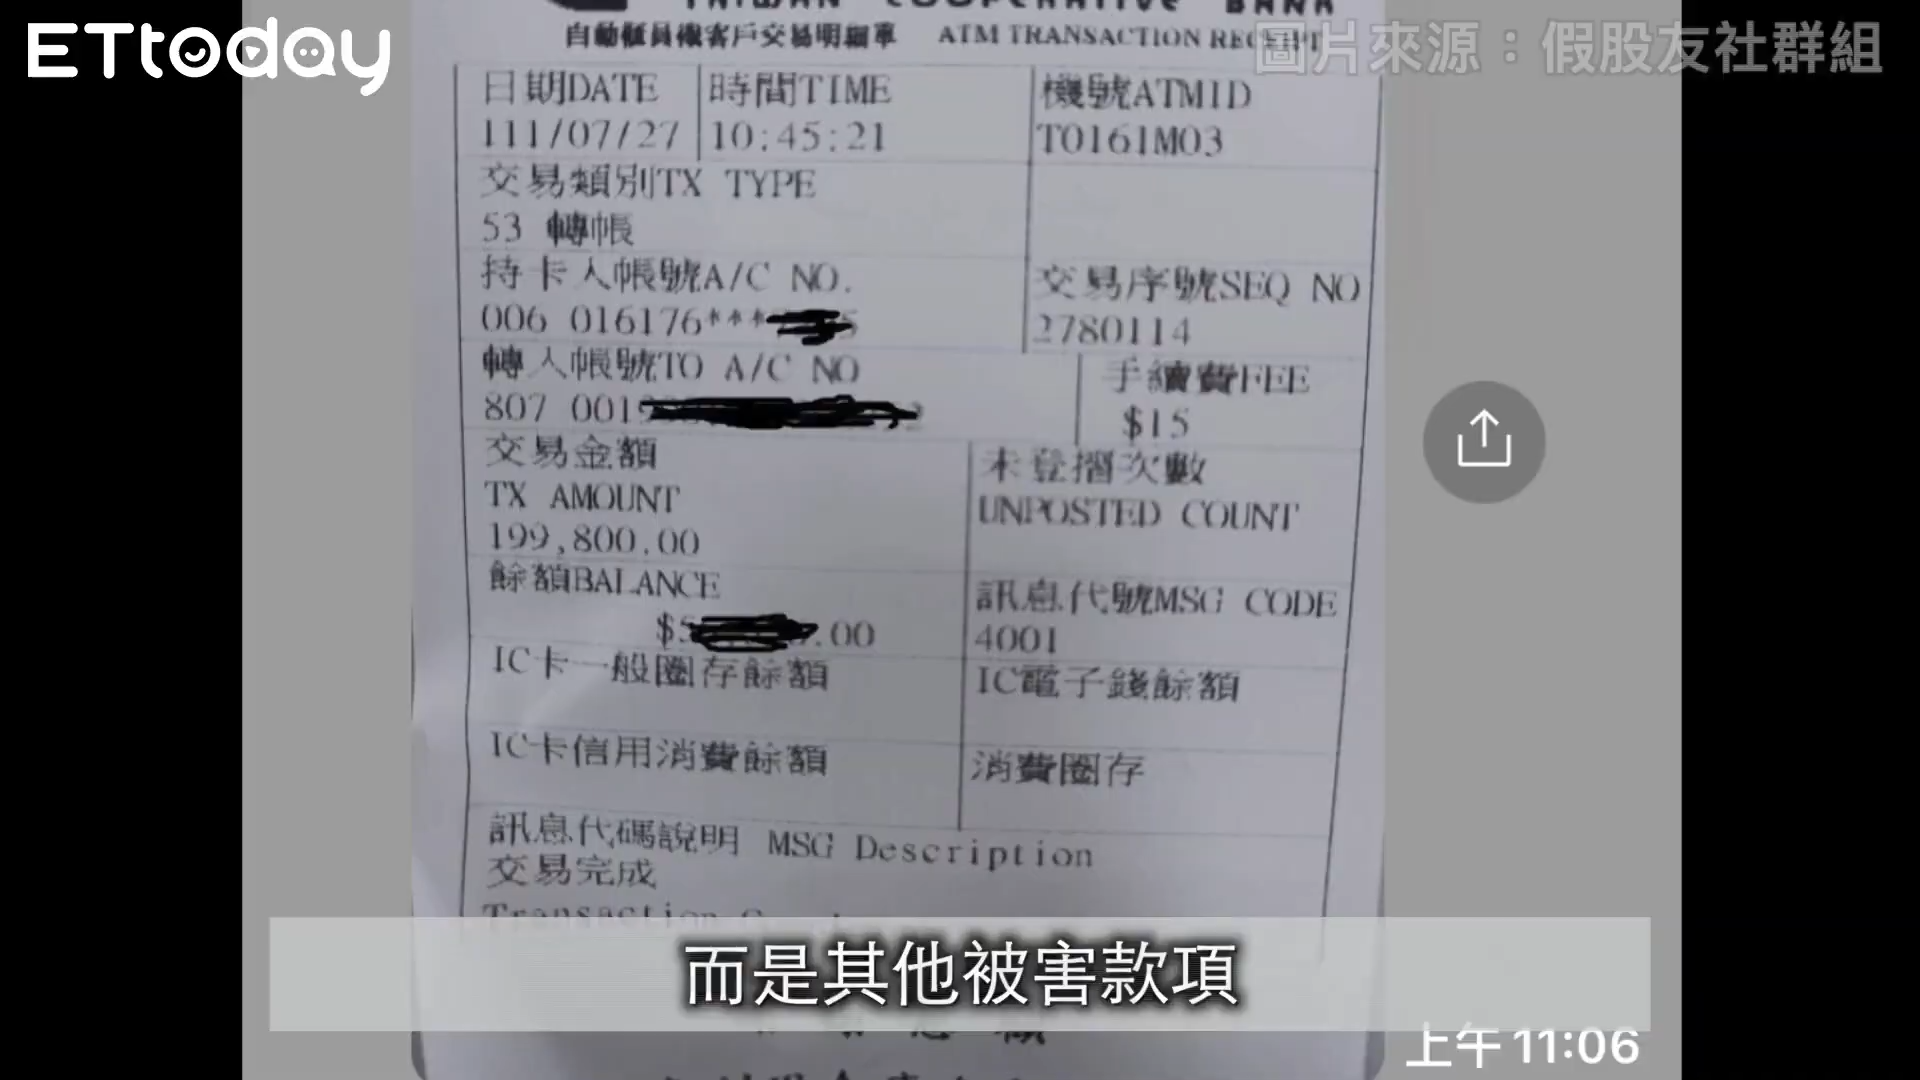 ETtoday
圖片來源：假股友社群組
TAIWAN COOPERATIVE BANK
自動櫃員機客戶交易明細單 ATM TRANSACTION RECEIPT
日期DATE 時間TIME 機號ATMID
111/07/27 10:45:21 T0161M03
交易類別TX TYPE
53 轉帳
持卡人帳號A/C NO. 交易序號SEQ NO
006 016176*** 2780114
轉入帳號TO A/C NO 手續費FEE
807 001 $15
交易金額 未登摺次數
TX AMOUNT UNPOSTED COUNT
199,800.00
餘額BALANCE 訊息代號MSG CODE
$5 .00 4001
IC卡一般圈存餘額 IC電子錢餘額
IC卡信用消費餘額 消費圈存
訊息代碼說明 MSG Description
交易完成
而是其他被害款項
上午 11:06